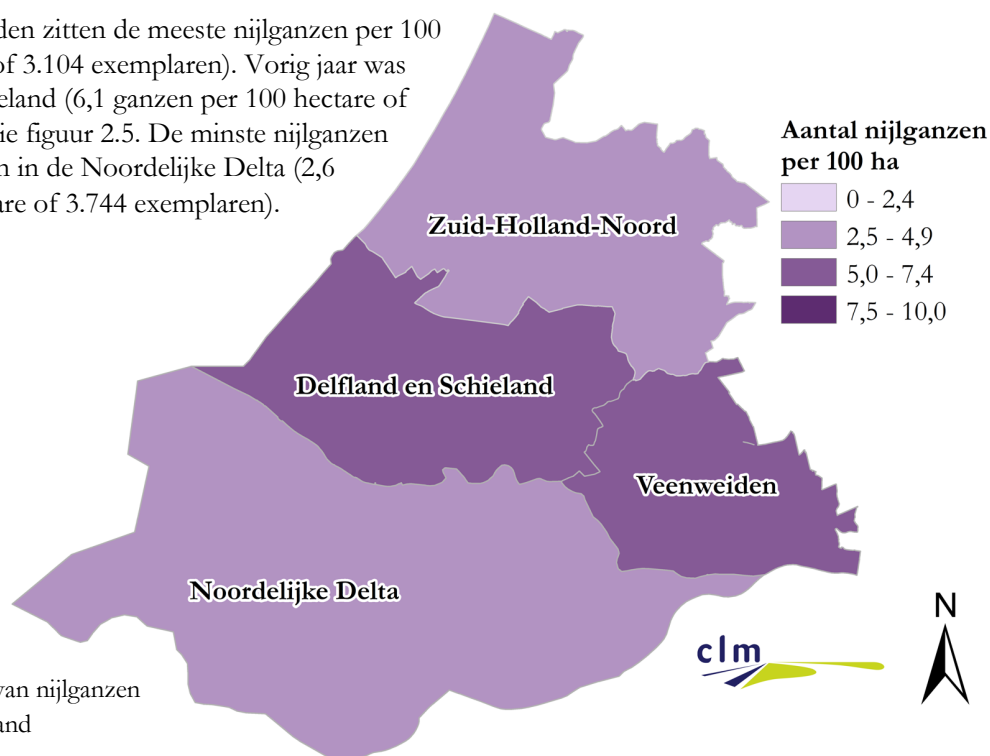 den zitten de meeste nijlganzen per 100
of 3.104 exemplaren). Vorig jaar was
eland (6,1 ganzen per 100 hectare of
ie figuur 2.5. De minste nijlganzen
n in de Noordelijke Delta (2,6
are of 3.744 exemplaren).
Aantal nijlganzen
per 100 ha
0 - 2,4
2,5 - 4,9
5,0 - 7,4
7,5 - 10,0
Zuid-Holland-Noord
Delfland en Schieland
Veenweiden
Noordelijke Delta
clm
N
van nijlganzen
and